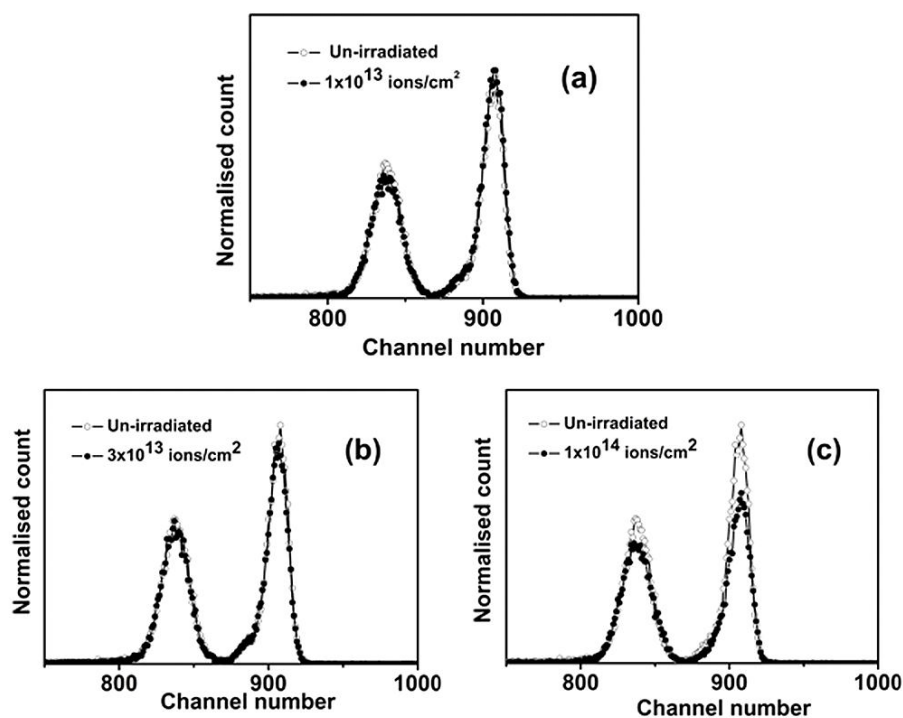 Un-irradiated
1x10¹³ ions/cm²
(a)
Normalised count
800 900 1000
Channel number
Un-irradiated
3x10¹³ ions/cm²
(b)
Normalised count
800 900 1000
Channel number
Un-irradiated
1x10¹⁴ ions/cm²
(c)
Normalised count
800 900 1000
Channel number